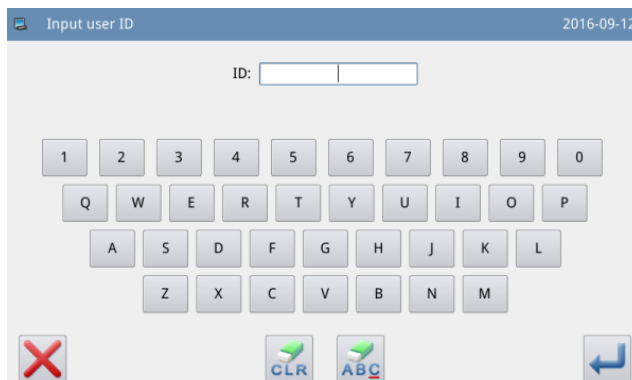 Input user ID 2016-09-12
ID:
1 2 3 4 5 6 7 8 9 0
Q W E R T Y U I O P
A S D F G H J K L
Z X C V B N M
CLR ABC